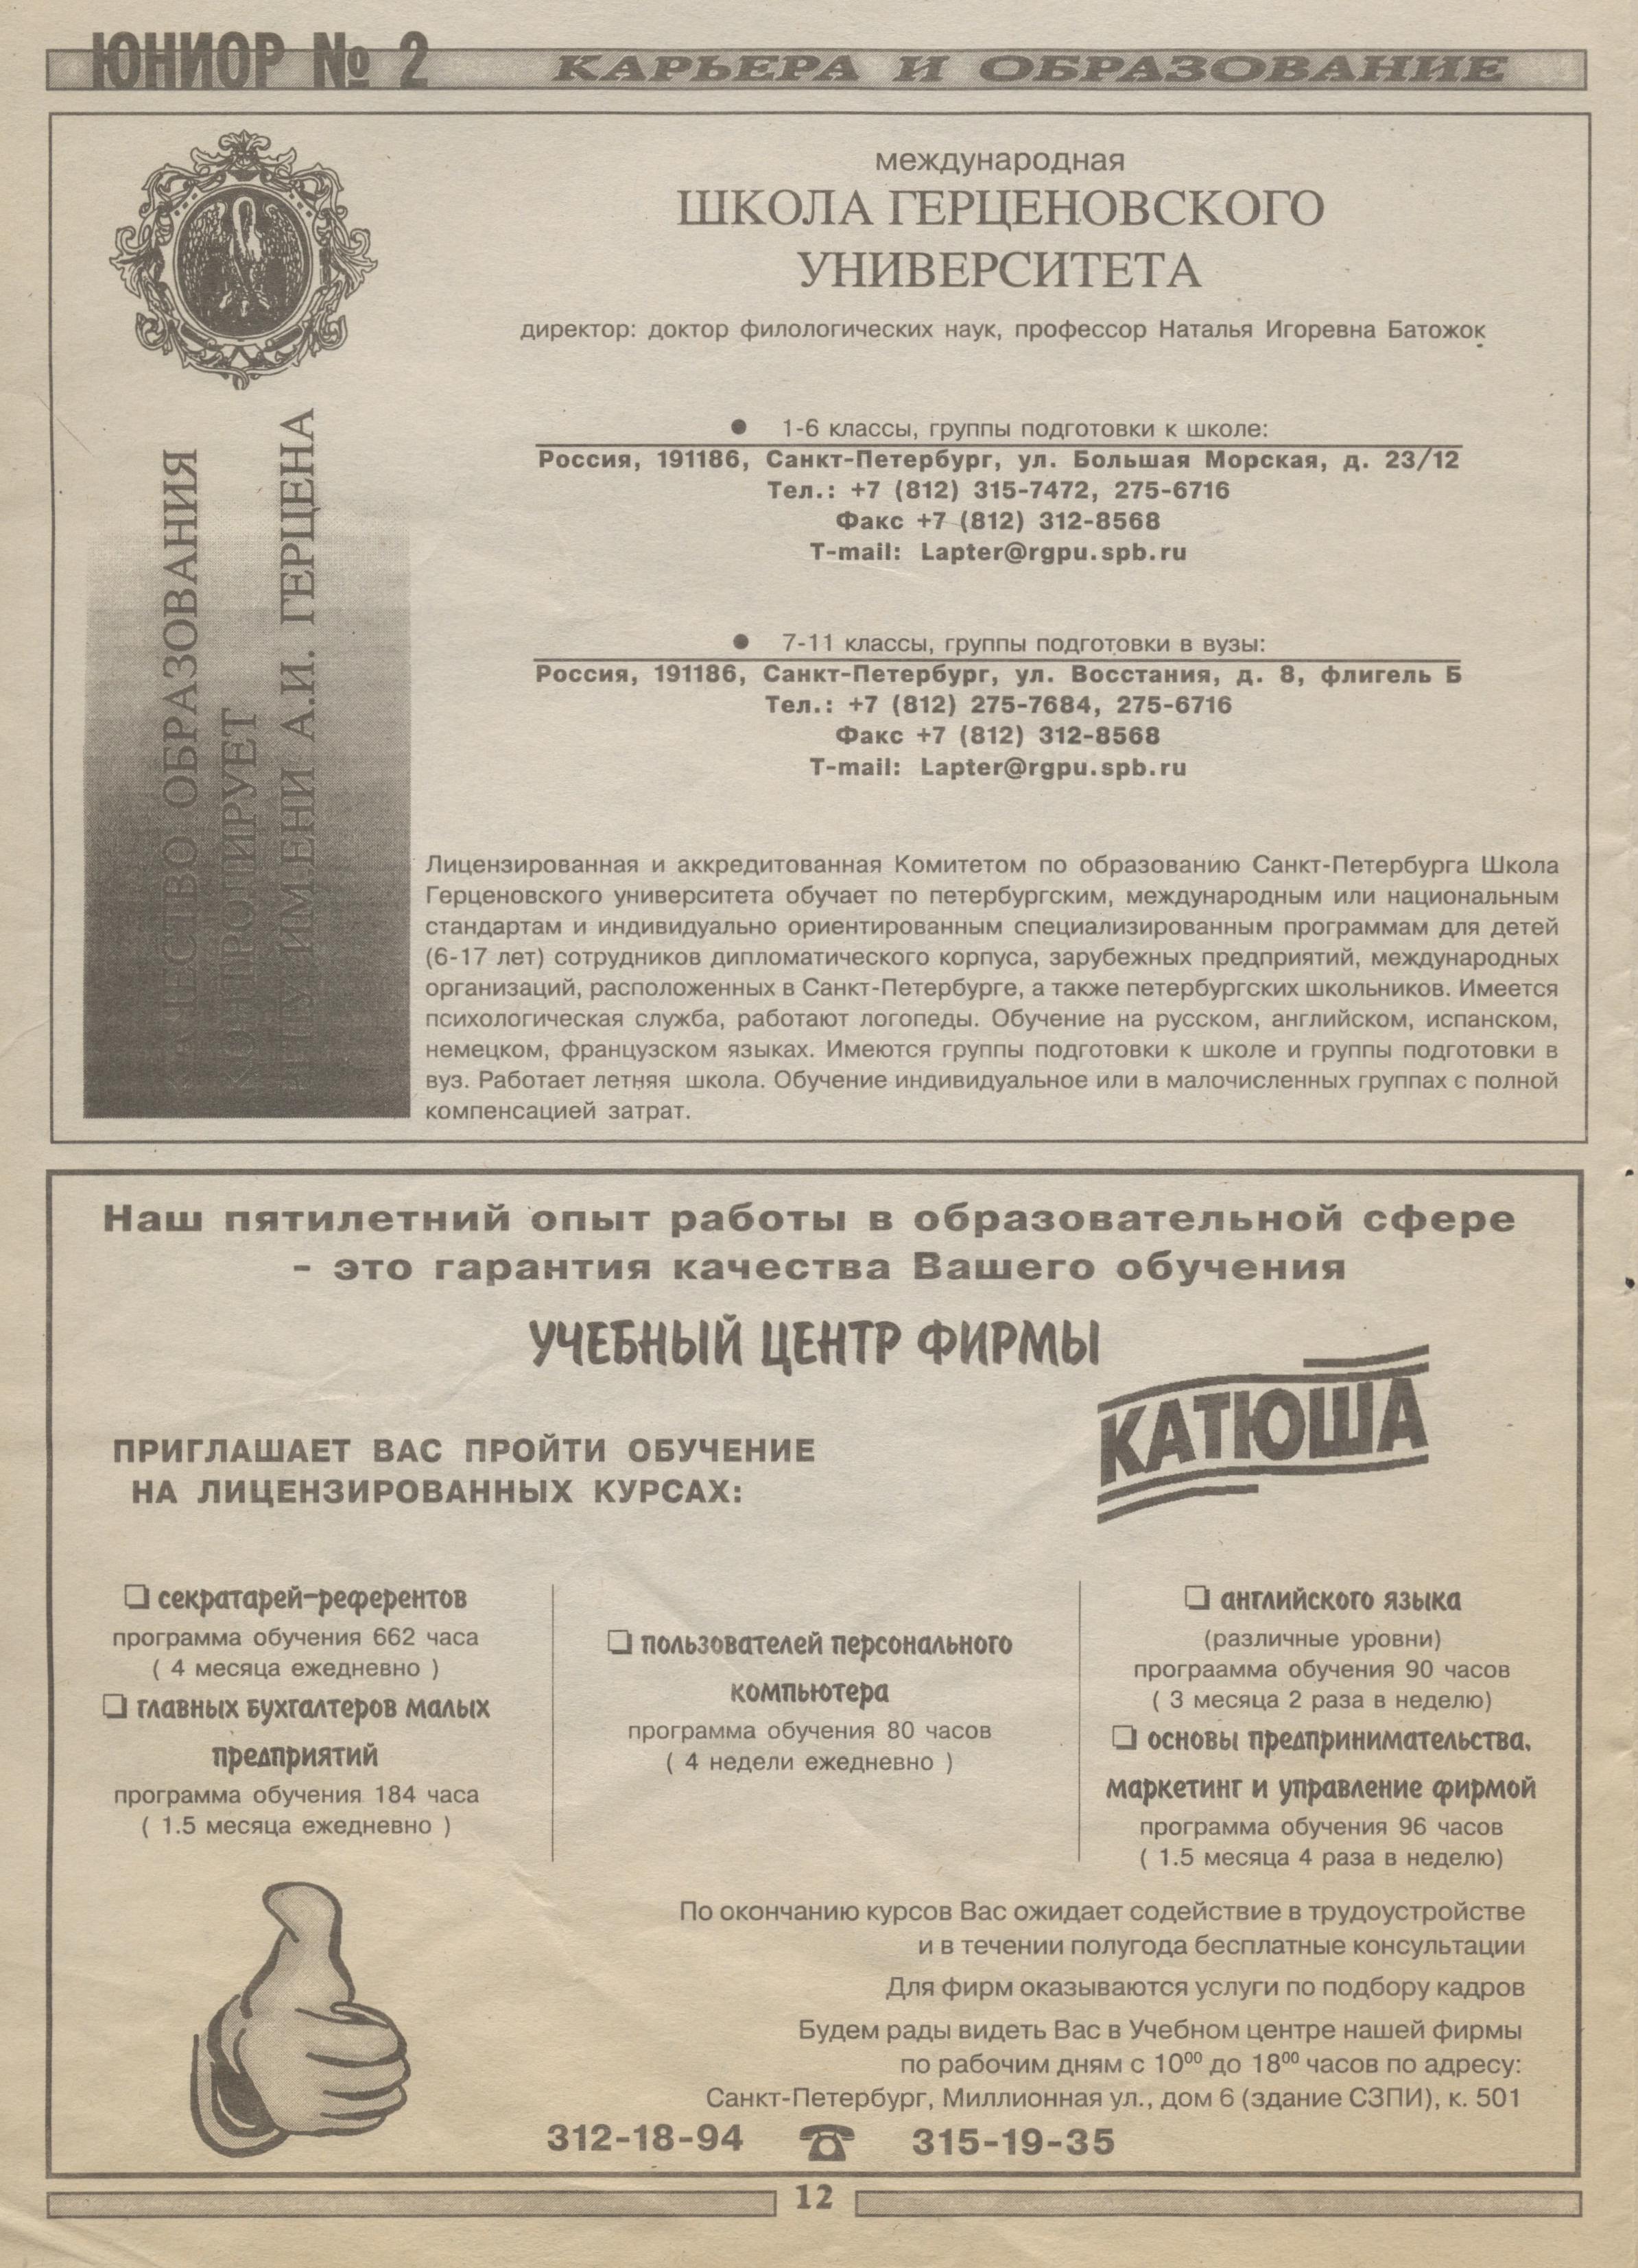 ЮНИОР № 2
КАРЬЕРА И ОБРАЗОВАНИЕ
международная
ШКОЛА ГЕРЦЕНОВСКОГО
УНИВЕРСИТЕТА
директор: доктор филологических наук, профессор Наталья Игоревна Батожок
КАЧЕСТВО ОБРАЗОВАНИЯ
КОНТРОЛИРУЕТ
РГПУ ИМЕНИ А.И. ГЕРЦЕНА
● 1-6 классы, группы подготовки к школе:
Россия, 191186, Санкт-Петербург, ул. Большая Морская, д. 23/12
Тел.: +7 (812) 315-7472, 275-6716
Факс +7 (812) 312-8568
T-mail: Lapter@rgpu.spb.ru
● 7-11 классы, группы подготовки в вузы:
Россия, 191186, Санкт-Петербург, ул. Восстания, д. 8, флигель Б
Тел.: +7 (812) 275-7684, 275-6716
Факс +7 (812) 312-8568
T-mail: Lapter@rgpu.spb.ru
Лицензированная и аккредитованная Комитетом по образованию Санкт-Петербурга Школа
Герценовского университета обучает по петербургским, международным или национальным
стандартам и индивидуально ориентированным специализированным программам для детей
(6-17 лет) сотрудников дипломатического корпуса, зарубежных предприятий, международных
организаций, расположенных в Санкт-Петербурге, а также петербургских школьников. Имеется
психологическая служба, работают логопеды. Обучение на русском, английском, испанском,
немецком, французском языках. Имеются группы подготовки к школе и группы подготовки в
вуз. Работает летняя школа. Обучение индивидуальное или в малочисленных группах с полной
компенсацией затрат.
Наш пятилетний опыт работы в образовательной сфере
- это гарантия качества Вашего обучения
УЧЕБНЫЙ ЦЕНТР ФИРМЫ
КАТЮША
ПРИГЛАШАЕТ ВАС ПРОЙТИ ОБУЧЕНИЕ
НА ЛИЦЕНЗИРОВАННЫХ КУРСАХ:
❏ секратарей-референтов
программа обучения 662 часа
( 4 месяца ежедневно )
❏ главных бухгалтеров малых
предприятий
программа обучения 184 часа
( 1.5 месяца ежедневно )
❏ пользователей персонального
компьютера
программа обучения 80 часов
( 4 недели ежедневно )
❏ английского языка
(различные уровни)
програамма обучения 90 часов
( 3 месяца 2 раза в неделю)
❏ основы предпринимательства,
маркетинг и управление фирмой
программа обучения 96 часов
( 1.5 месяца 4 раза в неделю)
По окончанию курсов Вас ожидает содействие в трудоустройстве
и в течении полугода бесплатные консультации
Для фирм оказываются услуги по подбору кадров
Будем рады видеть Вас в Учебном центре нашей фирмы
по рабочим дням с 10⁰⁰ до 18⁰⁰ часов по адресу:
Санкт-Петербург, Миллионная ул., дом 6 (здание СЗПИ), к. 501
312-18-94 ☎ 315-19-35
12